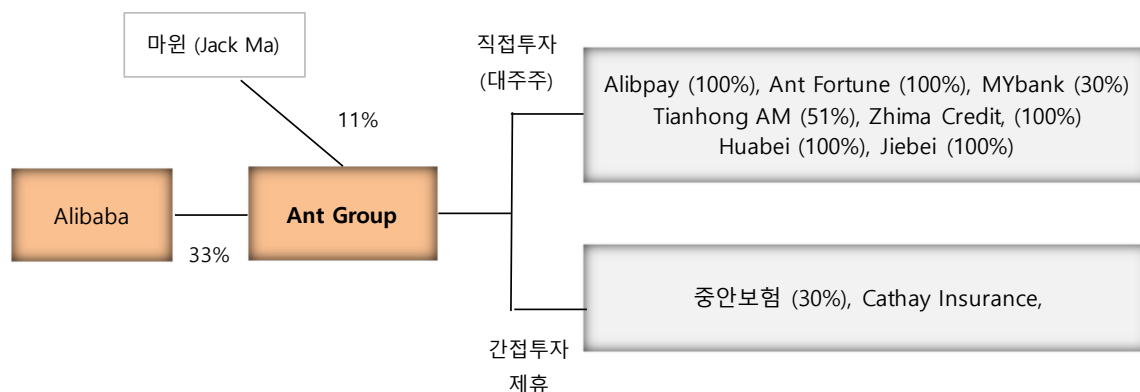 마윈 (Jack Ma)
직접투자
(대주주)
Alibpay (100%), Ant Fortune (100%), MYbank (30%)
Tianhong AM (51%), Zhima Credit, (100%)
Huabei (100%), Jiebei (100%)
11%
Alibaba
Ant Group
33%
중안보험 (30%), Cathay Insurance,
간접투자
제휴